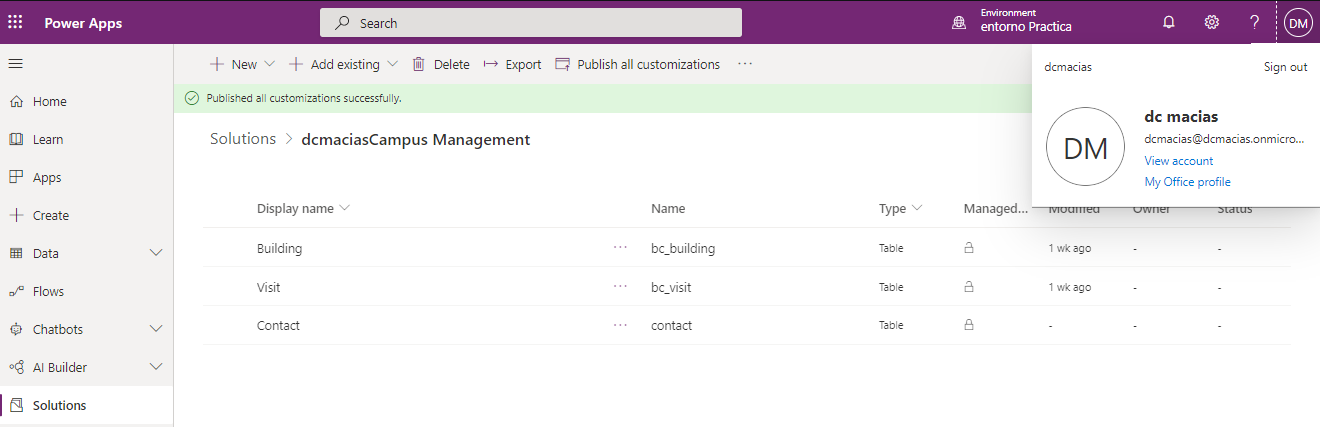 Power Apps
Search
Environment
entorno Practica
?
DM
New
Add existing
Delete
Export
Publish all customizations
...
dcmacias
Sign out
Published all customizations successfully.
DM
dc macias
dcmacias@dcmacias.onmicro...
View account
My Office profile
Home
Learn
Apps
Create
Data
Flows
Chatbots
AI Builder
Solutions
Solutions > dcmaciasCampus Management
Display name Name Type Managed... Modified Owner Status
Building ... bc_building Table 1 wk ago - -
Visit ... bc_visit Table 1 wk ago - -
Contact ... contact Table - - -